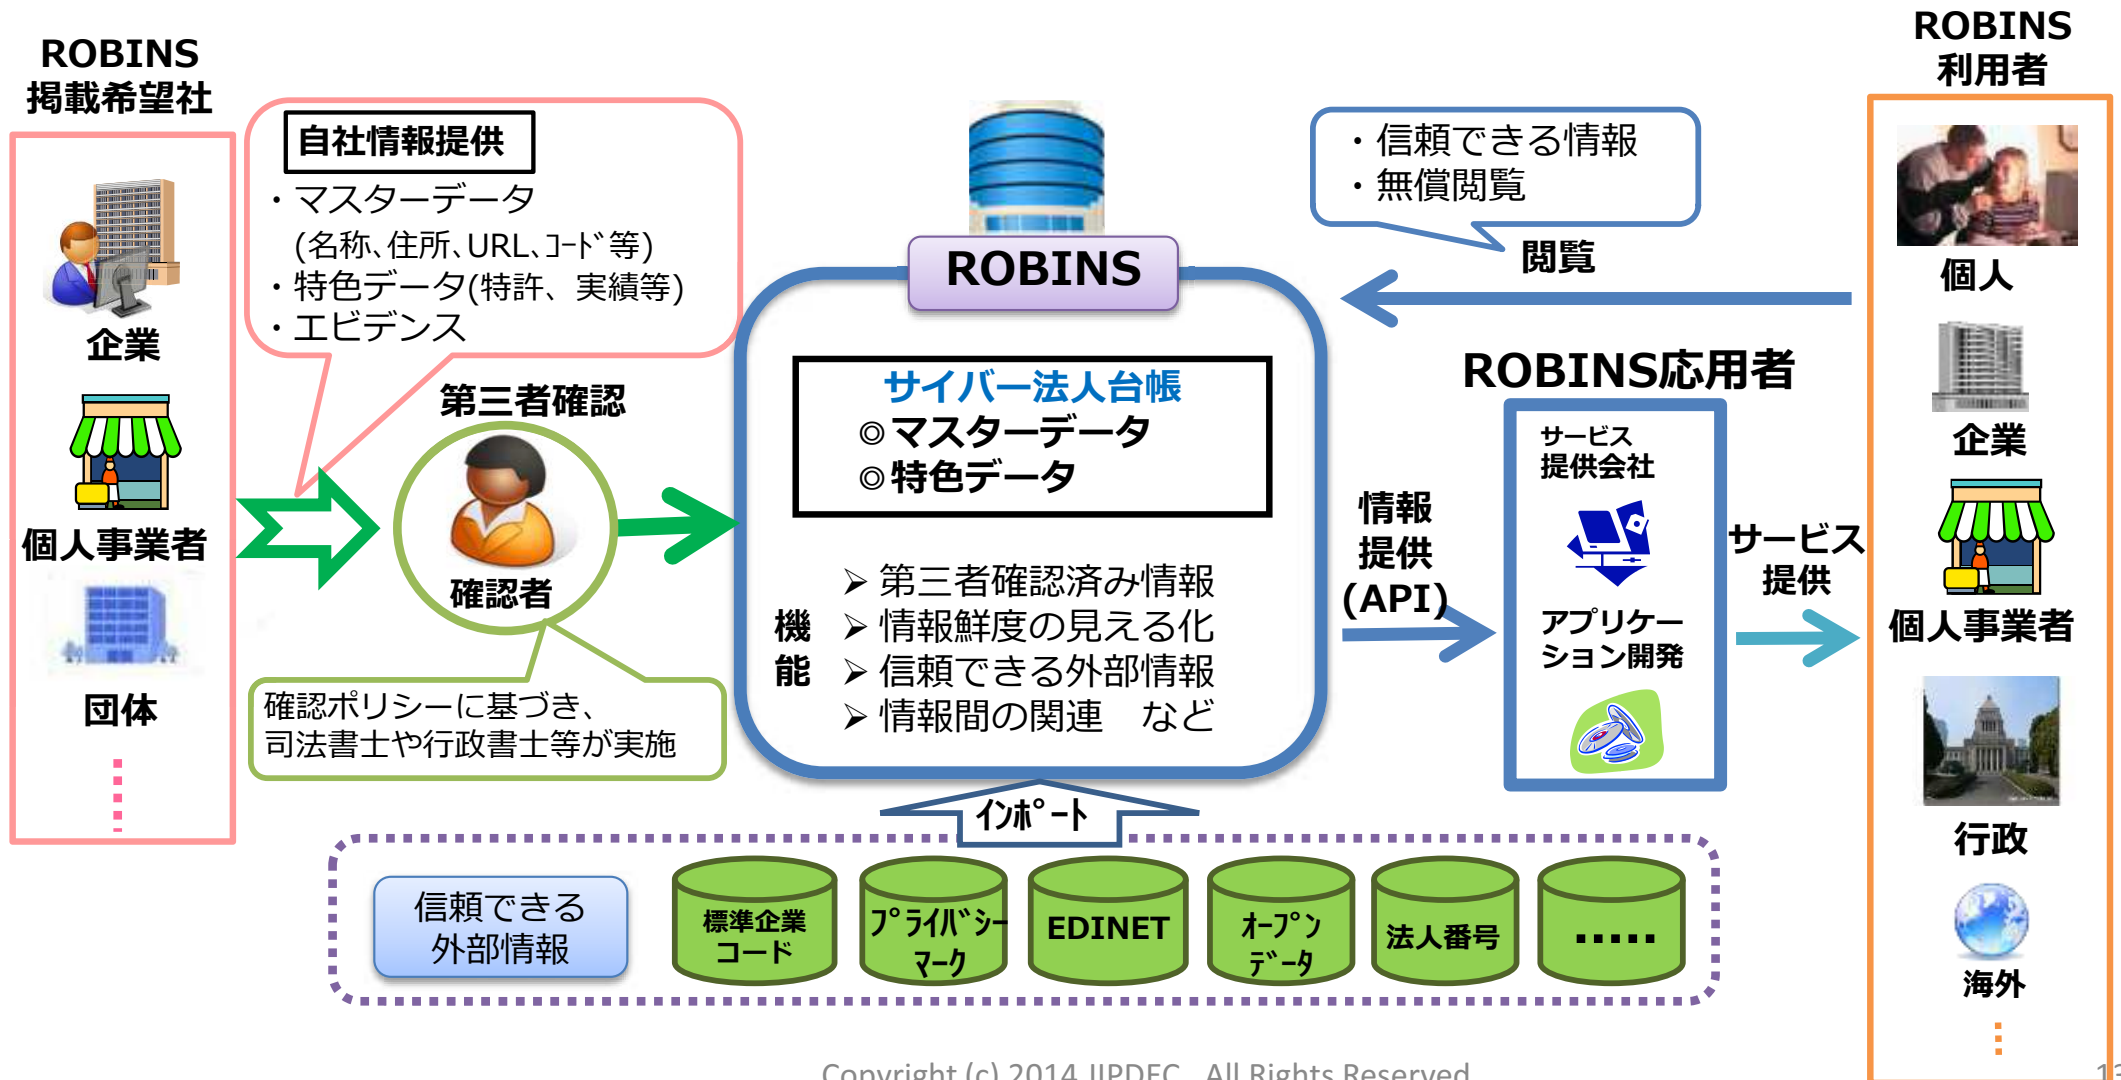 ROBINS
掲載希望社
企業
個人事業者
団体
自社情報提供
・マスターデータ
(名称、住所、URL、ｺｰﾄﾞ等)
・特色データ(特許、実績等)
・エビデンス
第三者確認
確認者
確認ポリシーに基づき、
司法書士や行政書士等が実施
ROBINS
サイバー法人台帳
◎マスターデータ
◎特色データ
機能
➢第三者確認済み情報
➢情報鮮度の見える化
➢信頼できる外部情報
➢情報間の関連　など
ｲﾝﾎﾟｰﾄ
信頼できる
外部情報
標準企業
コード
ﾌﾟﾗｲﾊﾞｼｰ
ﾏｰｸ
EDINET
ｵｰﾌﾟﾝ
ﾃﾞｰﾀ
法人番号
.....
・信頼できる情報
・無償閲覧
閲覧
情報
提供
(API)
ROBINS応用者
サービス
提供会社
アプリケー
ション開発
サービス
提供
ROBINS
利用者
個人
企業
個人事業者
行政
海外
Copyright (c) 2014 JIPDEC All Rights Reserved